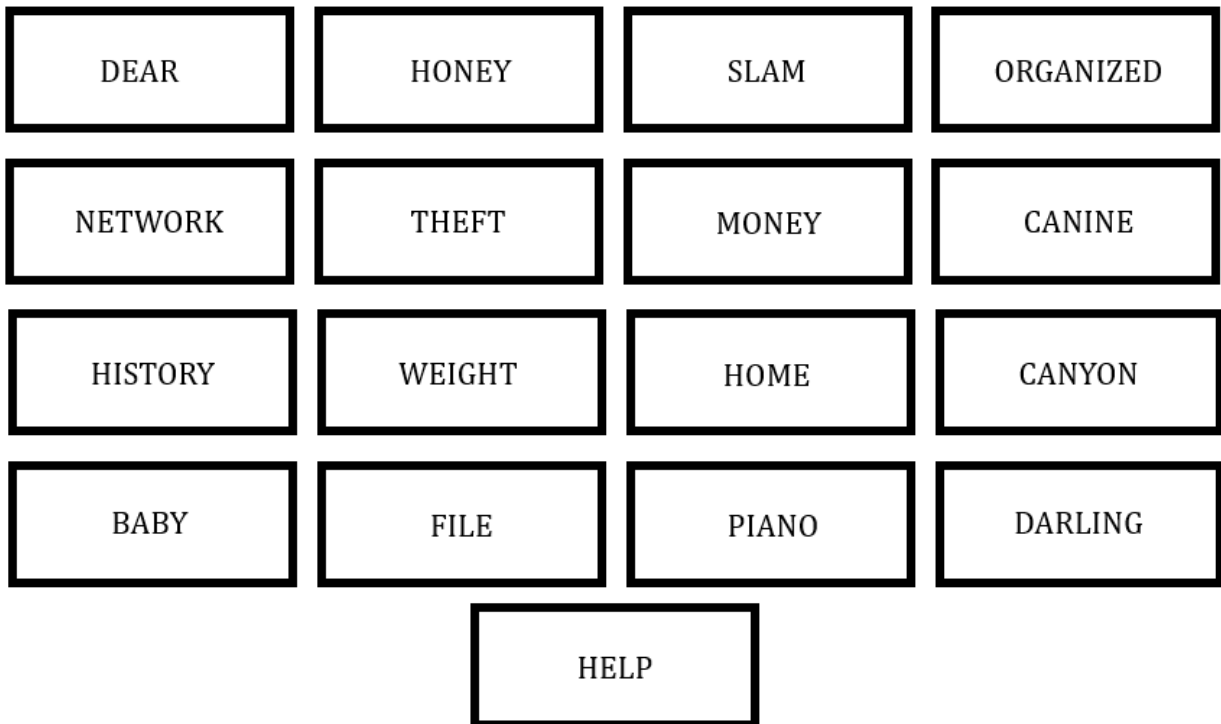 DEAR HONEY SLAM ORGANIZED
NETWORK THEFT MONEY CANINE
HISTORY WEIGHT HOME CANYON
BABY FILE PIANO DARLING
HELP